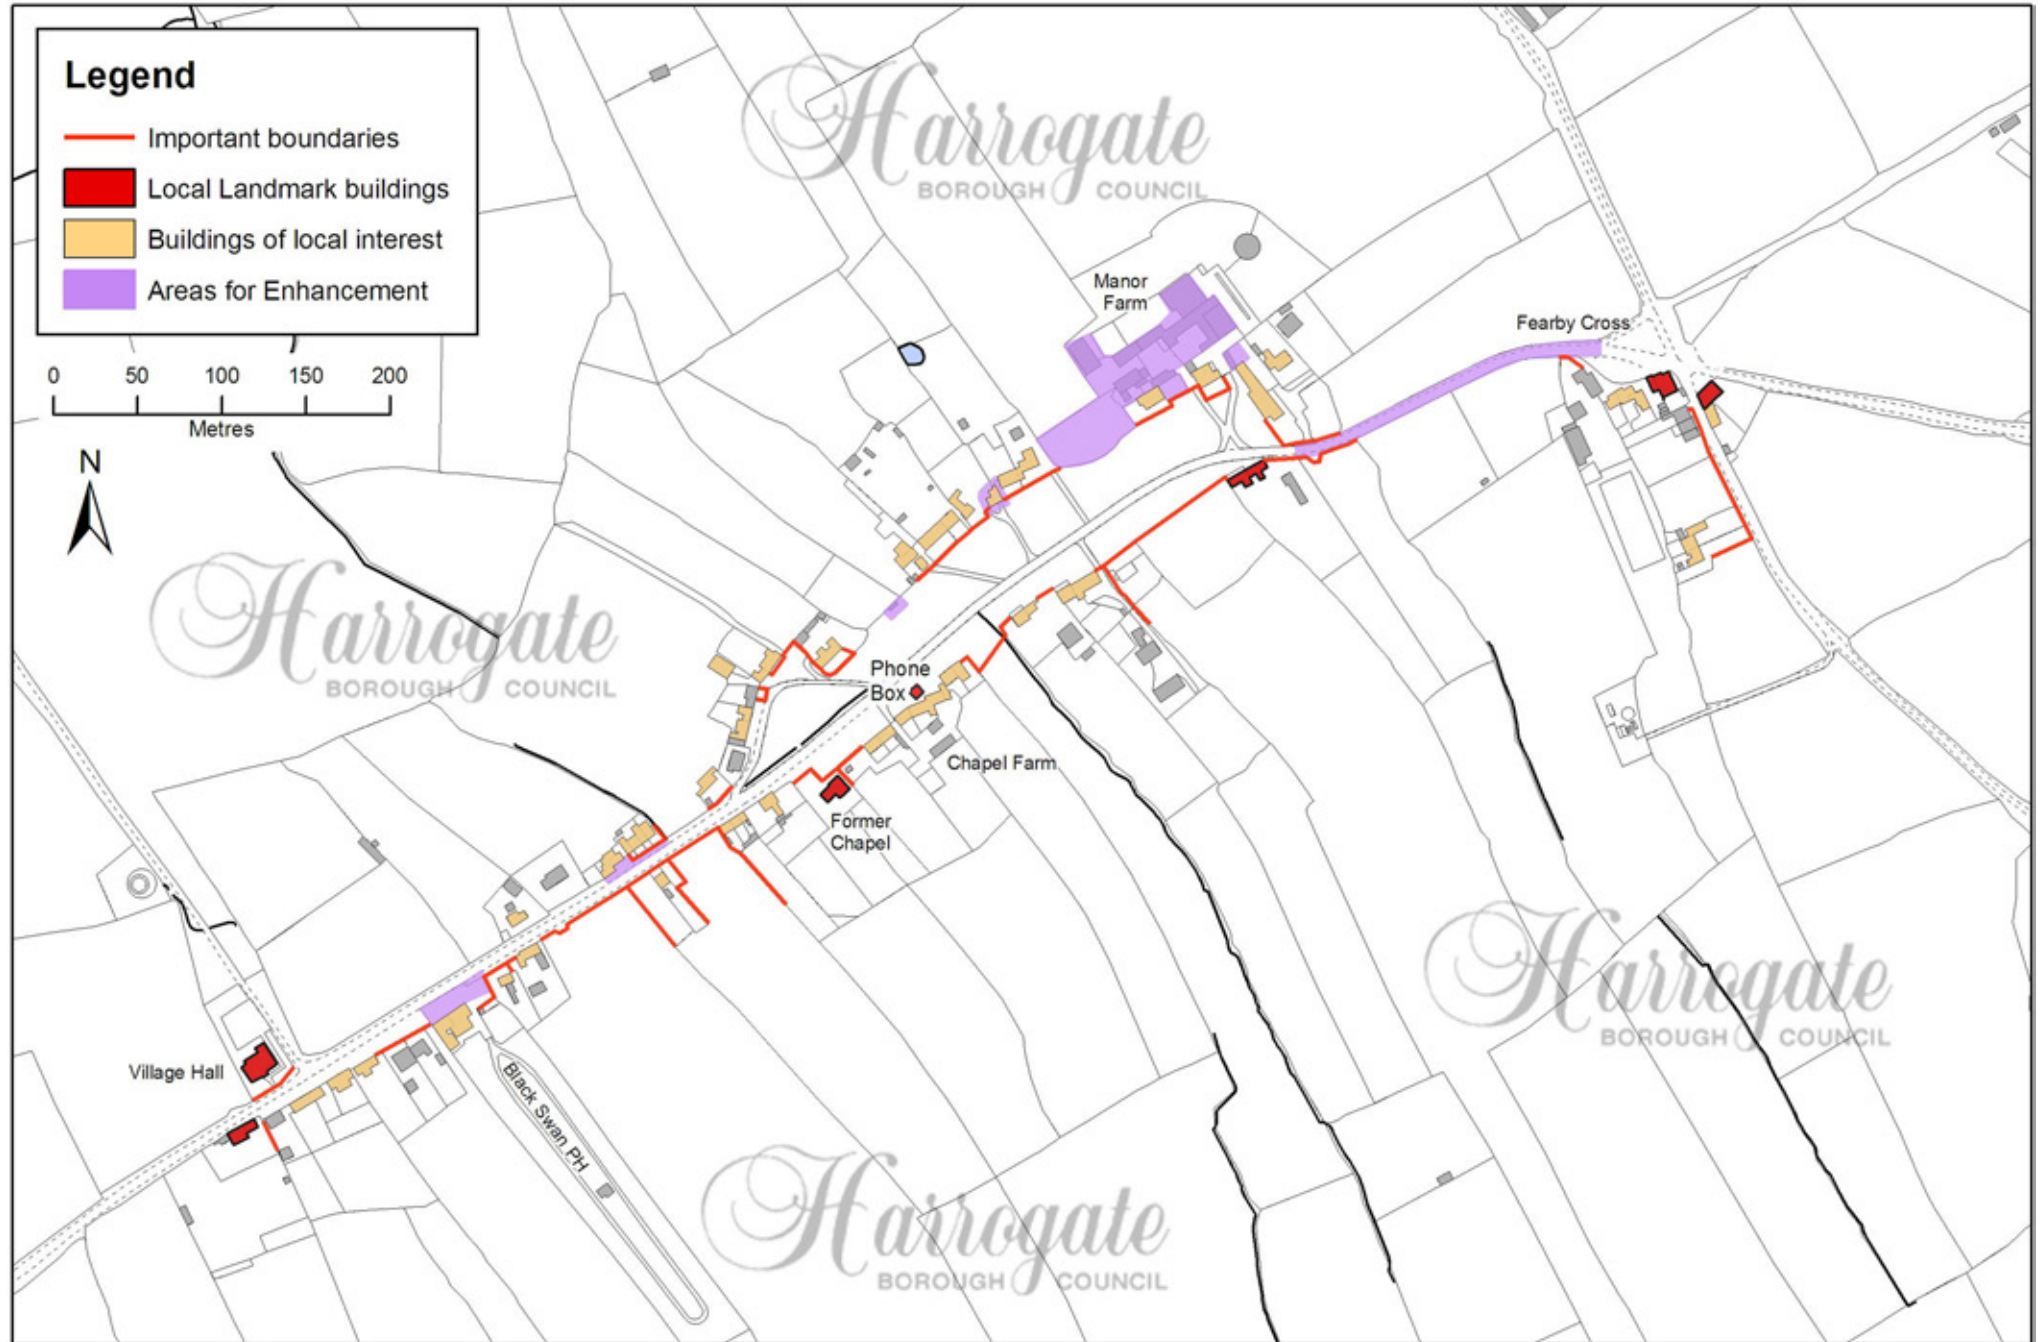 Legend
Important boundaries
Local Landmark buildings
Buildings of local interest
Areas for Enhancement
0 50 100 150 200
Metres
N
Harrogate
BOROUGH COUNCIL
Manor
Farm
Fearby Cross
Harrogate
BOROUGH COUNCIL
Phone
Box
Chapel Farm
Former
Chapel
Harrogate
BOROUGH COUNCIL
Village Hall
Black Swan PH
Harrogate
BOROUGH COUNCIL